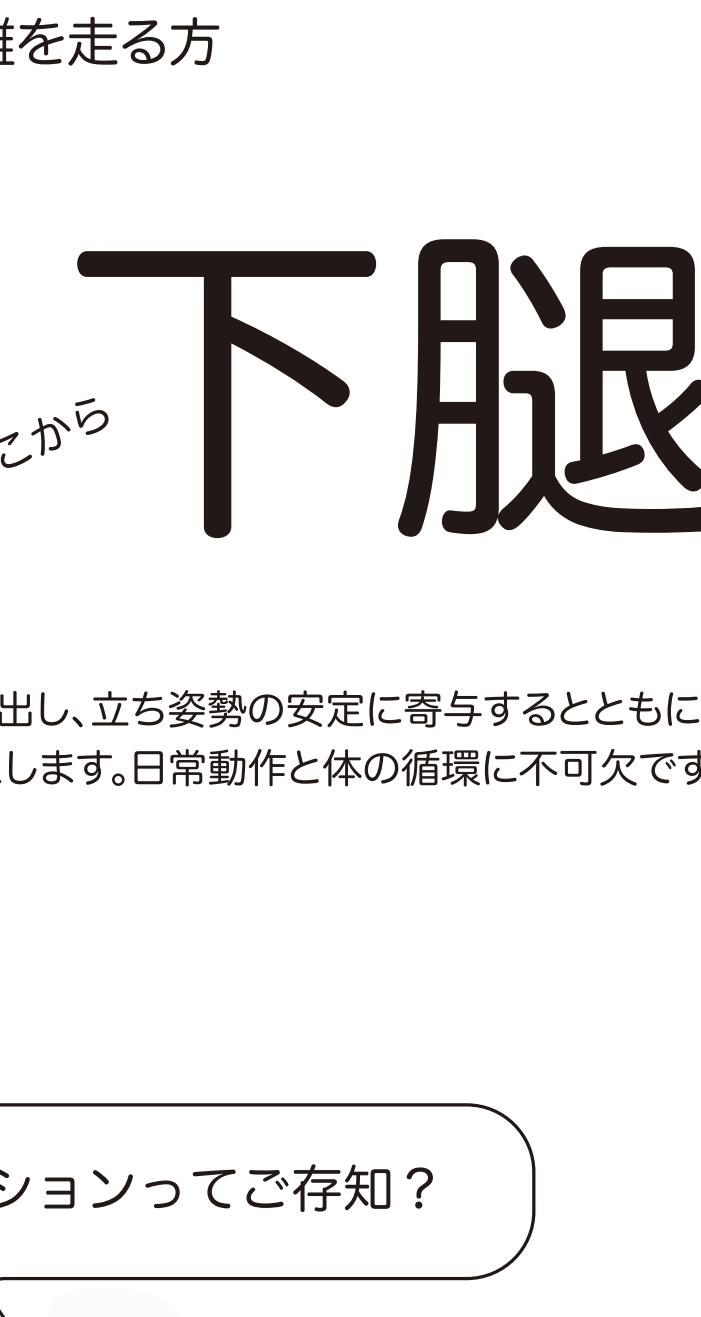 を走る方
下腿
こから
出し、立ち姿勢の安定に寄与するとともに
します。日常動作と体の循環に不可欠です
ションってご存知？